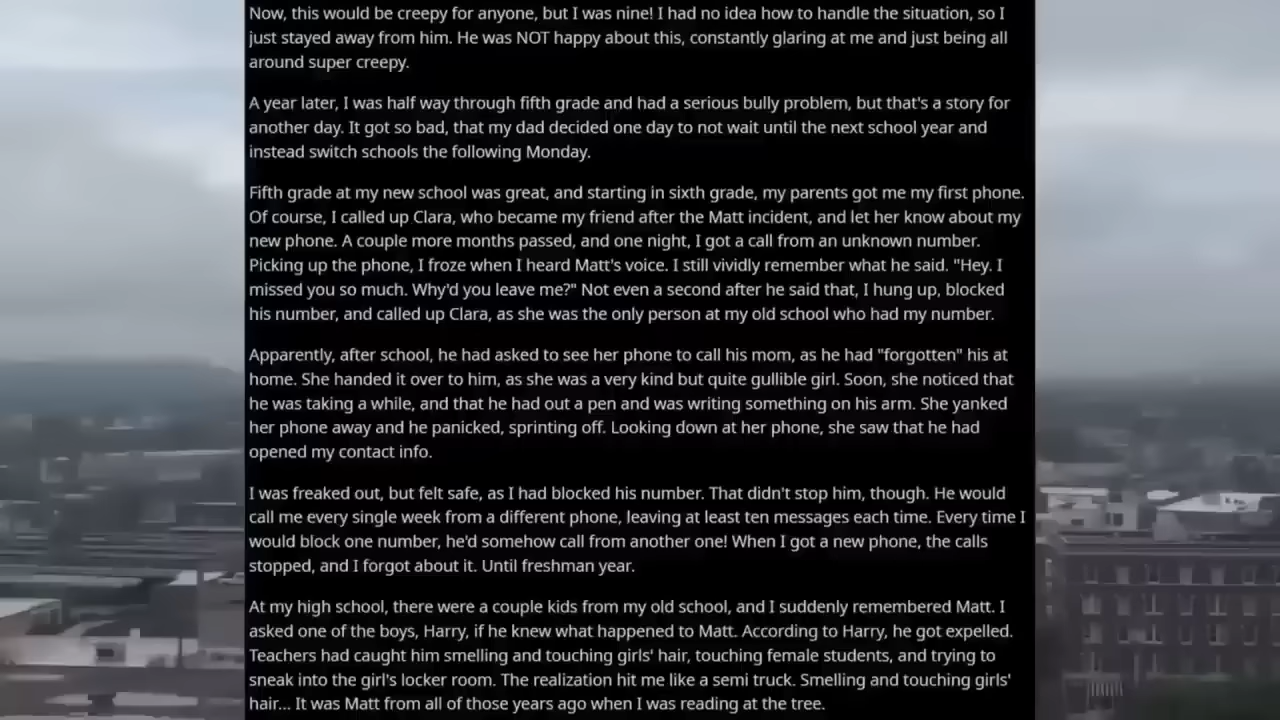 Now, this would be creepy for anyone, but I was nine! I had no idea how to handle the situation, so I
just stayed away from him. He was NOT happy about this, constantly glaring at me and just being all
around super creepy.
A year later, I was half way through fifth grade and had a serious bully problem, but that's a story for
another day. It got so bad, that my dad decided one day to not wait until the next school year and
instead switch schools the following Monday.
Fifth grade at my new school was great, and starting in sixth grade, my parents got me my first phone.
Of course, I called up Clara, who became my friend after the Matt incident, and let her know about my
new phone. A couple more months passed, and one night, I got a call from an unknown number.
Picking up the phone, I froze when I heard Matt's voice. I still vividly remember what he said. "Hey. I
missed you so much. Why'd you leave me?" Not even a second after he said that, I hung up, blocked
his number, and called up Clara, as she was the only person at my old school who had my number.
Apparently, after school, he had asked to see her phone to call his mom, as he had "forgotten" his at
home. She handed it over to him, as she was a very kind but quite gullible girl. Soon, she noticed that
he was taking a while, and that he had out a pen and was writing something on his arm. She yanked
her phone away and he panicked, sprinting off. Looking down at her phone, she saw that he had
opened my contact info.
I was freaked out, but felt safe, as I had blocked his number. That didn't stop him, though. He would
call me every single week from a different phone, leaving at least ten messages each time. Every time I
would block one number, he'd somehow call from another one! When I got a new phone, the calls
stopped, and I forgot about it. Until freshman year.
At my high school, there were a couple kids from my old school, and I suddenly remembered Matt. I
asked one of the boys, Harry, if he knew what happened to Matt. According to Harry, he got expelled.
Teachers had caught him smelling and touching girls' hair, touching female students, and trying to
sneak into the girl's locker room. The realization hit me like a semi truck. Smelling and touching girls'
hair... It was Matt from all of those years ago when I was reading at the tree.